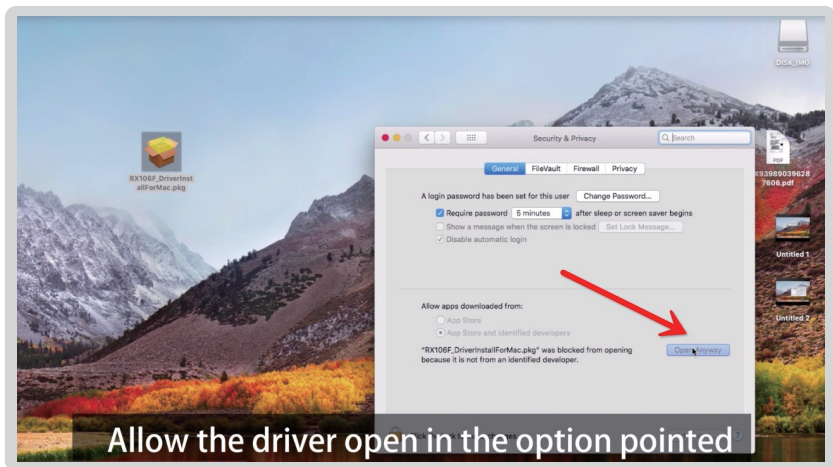 DISK_IMG
Security & Privacy
Search
RX106F_DriverInst
allForMac.pkg
PDF
X93989039628
7606.pdf
General FileVault Firewall Privacy
A login password has been set for this user Change Password...
Require password 5 minutes after sleep or screen saver begins
Show a message when the screen is locked Set Lock Message...
Disable automatic login
Untitled 1
Allow apps downloaded from:
App Store
App Store and identified developers
Untitled 2
"RX106F_DriverInstallForMac.pkg" was blocked from opening
because it is not from an identified developer.
Open Anyway
Allow the driver open in the option pointed
?